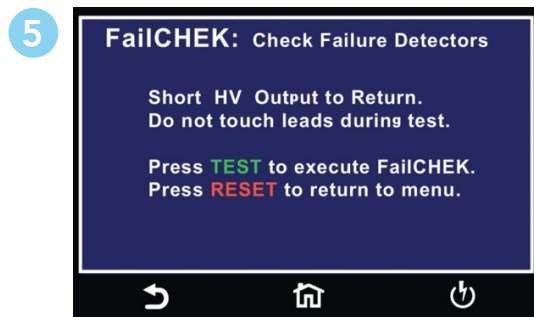 5
FailCHEK: Check Failure Detectors
Short HV Output to Return.
Do not touch leads during test.
Press TEST to execute FailCHEK.
Press RESET to return to menu.